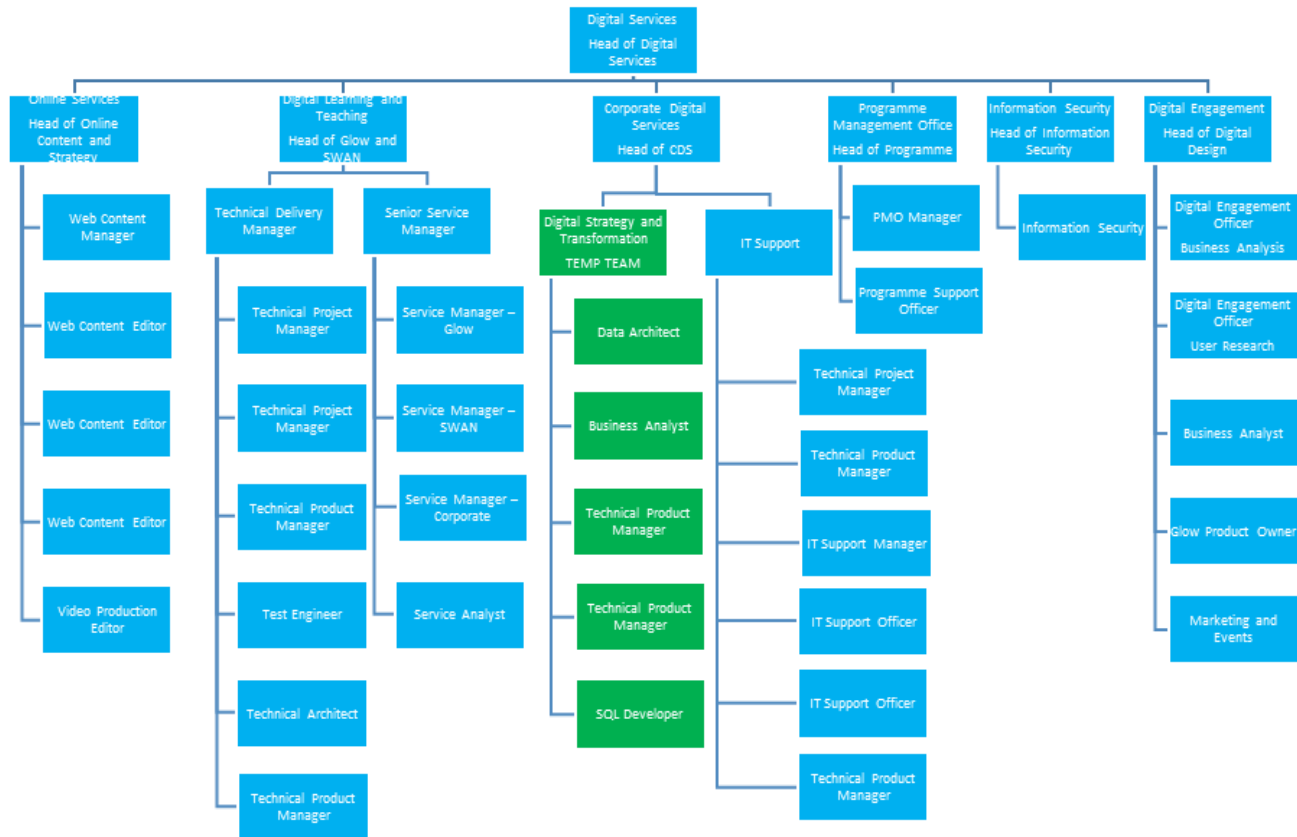 Digital Services
Head of Digital
Services
Online Services
Head of Online
Content and
Strategy
Digital Learning and
Teaching
Head of Glow and
SWAN
Corporate Digital
Services
Head of CDS
Programme
Management Office
Head of Programme
Information Security
Head of Information
Security
Digital Engagement
Head of Digital
Design
Web Content
Manager
Web Content Editor
Web Content Editor
Web Content Editor
Video Production
Editor
Technical Delivery
Manager
Technical Project
Manager
Technical Project
Manager
Technical Product
Manager
Test Engineer
Technical Architect
Technical Product
Manager
Senior Service
Manager
Service Manager –
Glow
Service Manager –
SWAN
Service Manager –
Corporate
Service Analyst
Digital Strategy and
Transformation
TEMP TEAM
Data Architect
Business Analyst
Technical Product
Manager
Technical Product
Manager
SQL Developer
IT Support
Technical Project
Manager
Technical Product
Manager
IT Support Manager
IT Support Officer
IT Support Officer
Technical Product
Manager
PMO Manager
Programme Support
Officer
Information Security
Digital Engagement
Officer
Business Analysis
Digital Engagement
Officer
User Research
Business Analyst
Glow Product Owner
Marketing and
Events